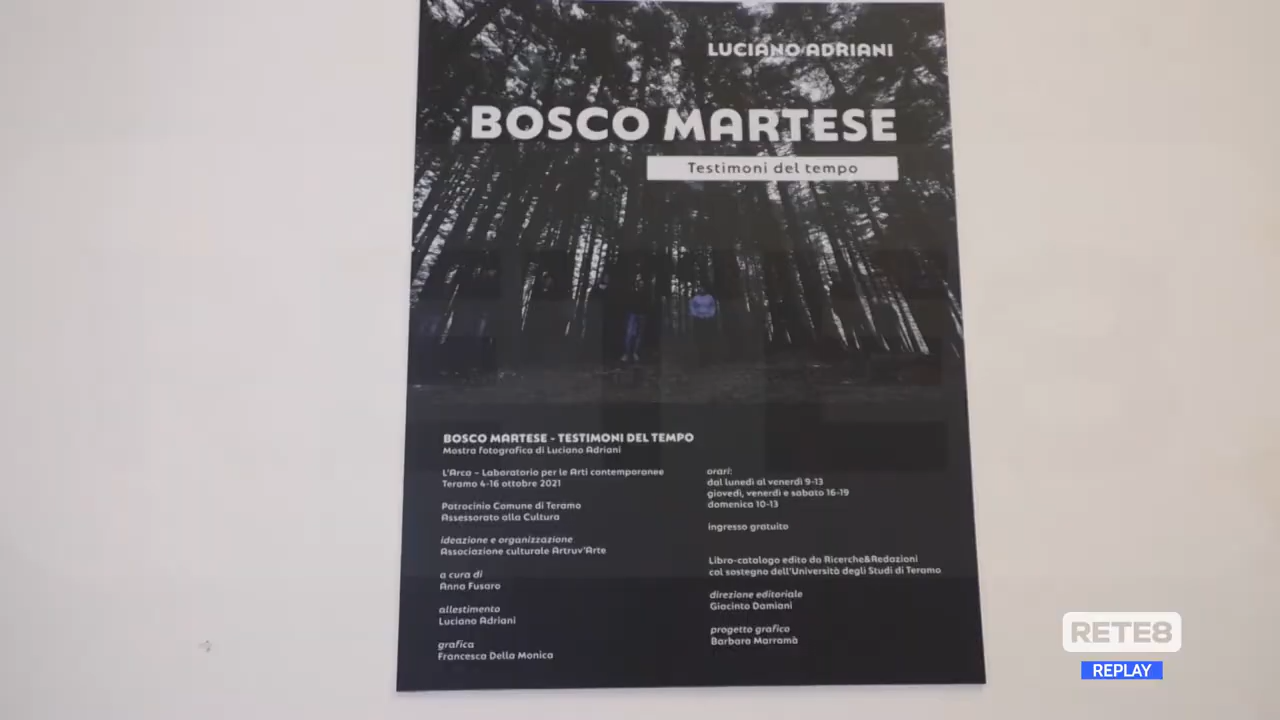 LUCIANO ADRIANI
BOSCO MARTESE
Testimoni del tempo
BOSCO MARTESE - TESTIMONI DEL TEMPO
Mostra fotografica di Luciano Adriani
L'Arca - Laboratorio per le Arti contemporanee
Teramo 4-16 ottobre 2021
Patrocinio Comune di Teramo
Assessorato alla Cultura
ideazione e organizzazione
Associazione culturale Artruv'Arte
a cura di
Anna Fusaro
allestimento
Luciano Adriani
grafica
Francesca Della Monica
orari:
dal lunedì al venerdì 9-13
giovedì, venerdì e sabato 16-19
domenica 10-13
ingresso gratuito
Libro-catalogo edito da Ricerche&Redazioni
col sostegno dell'Università degli Studi di Teramo
direzione editoriale
Giacinto Damiani
progetto grafico
Barbara Marramà
RETE8
REPLAY